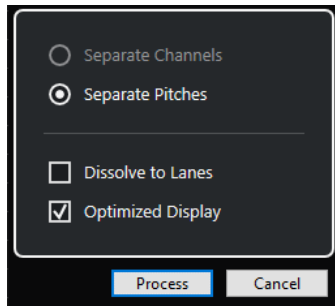 Separate Channels
Separate Pitches
Dissolve to Lanes
Optimized Display
Process Cancel